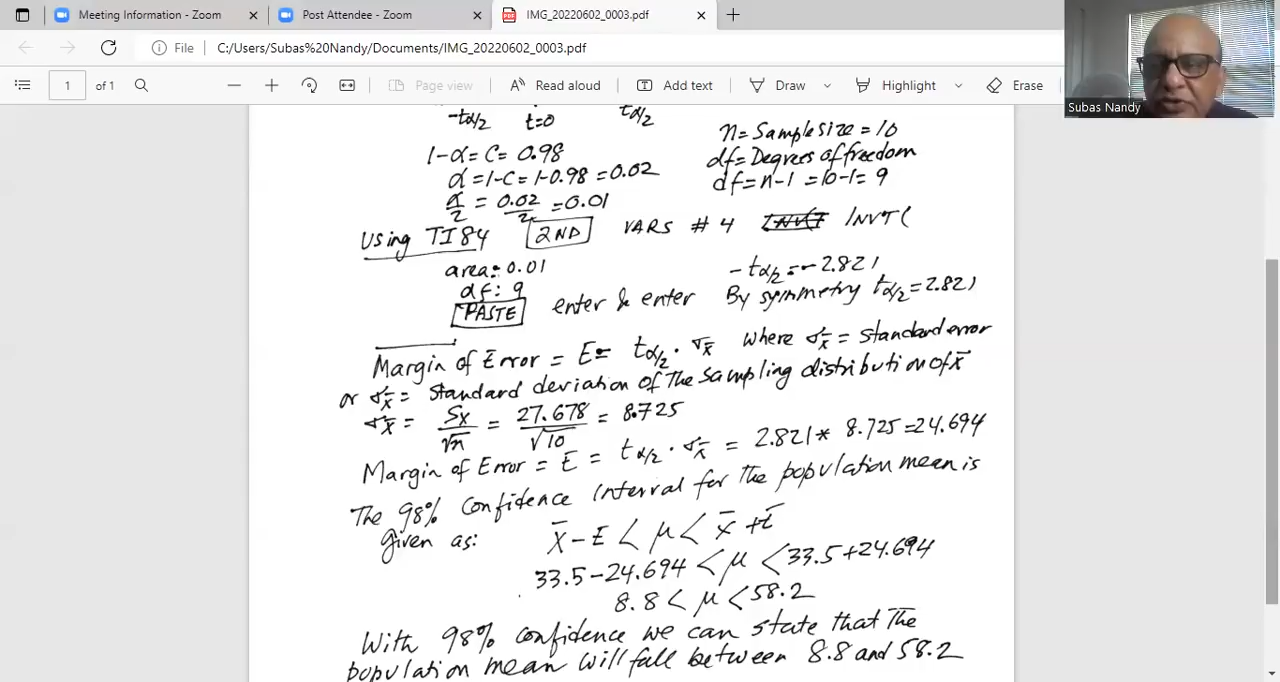 Meeting Information - Zoom
Post Attendee - Zoom
IMG_20220602_0003.pdf
File
C:/Users/Subas%20Nandy/Documents/IMG_20220602_0003.pdf
1 of 1
Page view
Read aloud
Add text
Draw
Highlight
Erase
Subas Nandy
-tα/2 t=0 tα/2
n = Sample size = 10
1-α = C = 0.98
df = Degrees of freedom
α = 1-C = 1-0.98 = 0.02
df = n-1 = 10-1 = 9
α/2 = 0.02/2 = 0.01
Using TI84 2ND VARS #4 INVT(
area: 0.01
-tα/2 = -2.821
df: 9
By symmetry tα/2 = 2.821
PASTE enter & enter
Margin of Error = E = tα/2 · σx̄ where σx̄ = standard error
or σx̄ = Standard deviation of The sampling distribution of x̄
σx̄ = Sx/√n = 27.678/√10 = 8.725
Margin of Error = E = tα/2 · σx̄ = 2.821 * 8.725 = 24.694
The 98% Confidence Interval for The population mean is
given as:
x̄ - E < μ < x̄ + E
33.5 - 24.694 < μ < 33.5 + 24.694
8.8 < μ < 58.2
With 98% confidence we can state that The
population mean will fall between 8.8 and 58.2